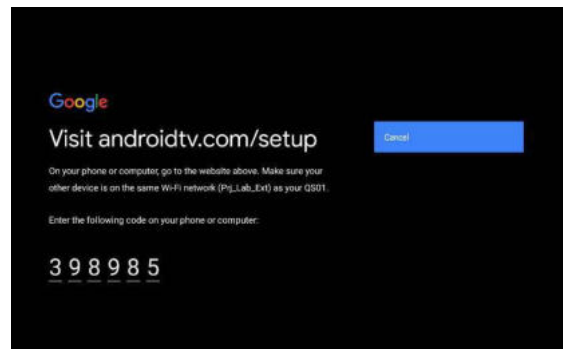 Google
Visit androidtv.com/setup
Cancel
On your phone or computer, go to the website above. Make sure your
other device is on the same Wi-Fi network (Prj_Lab_Ext) as your QS01.
Enter the following code on your phone or computer:
398985